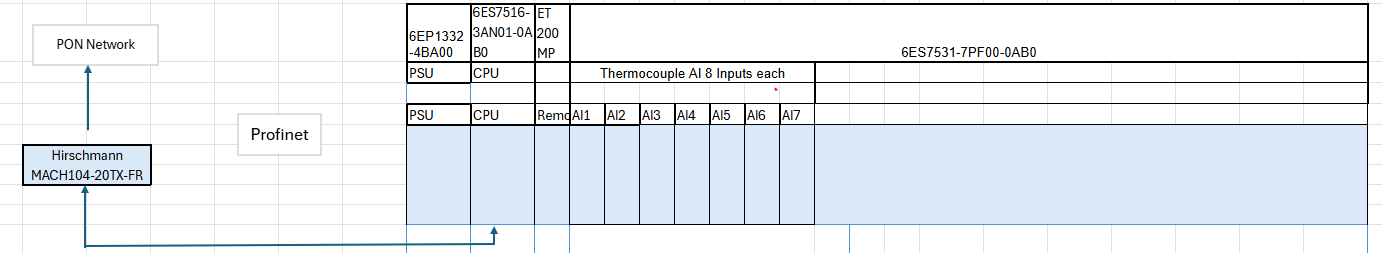 PON Network
Hirschmann
MACH104-20TX-FR
Profinet
6EP1332
-4BA00
6ES7516-
3AN01-0A
B0
ET
200
MP
6ES7531-7PF00-0AB0
PSU
CPU
Thermocouple AI 8 Inputs each
PSU
CPU
Remo
AI1
AI2
AI3
AI4
AI5
AI6
AI7